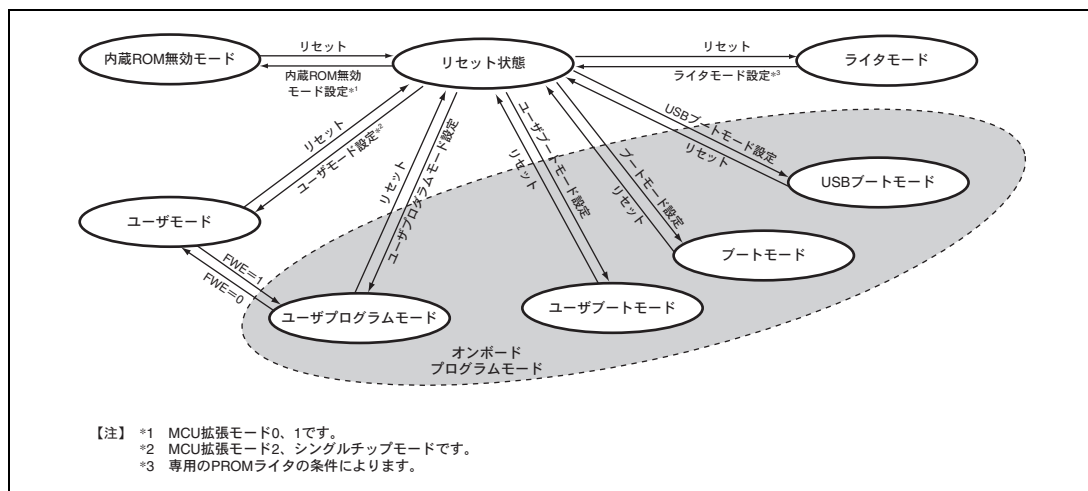 内蔵ROM無効モード
リセット
リセット状態
リセット
ライタモード
内蔵ROM無効
モード設定*1
ライタモード設定*3
リセット
ユーザモード設定*2
リセット
ユーザプログラムモード設定
ユーザブートモード設定
リセット
ブートモード設定
リセット
USBブートモード設定
リセット
USBブートモード
ユーザモード
ブートモード
FWE=1
FWE=0
ユーザプログラムモード
ユーザブートモード
オンボード
プログラムモード
【注】 *1 MCU拡張モード0、1です。
*2 MCU拡張モード2、シングルチップモードです。
*3 専用のPROMライタの条件によります。